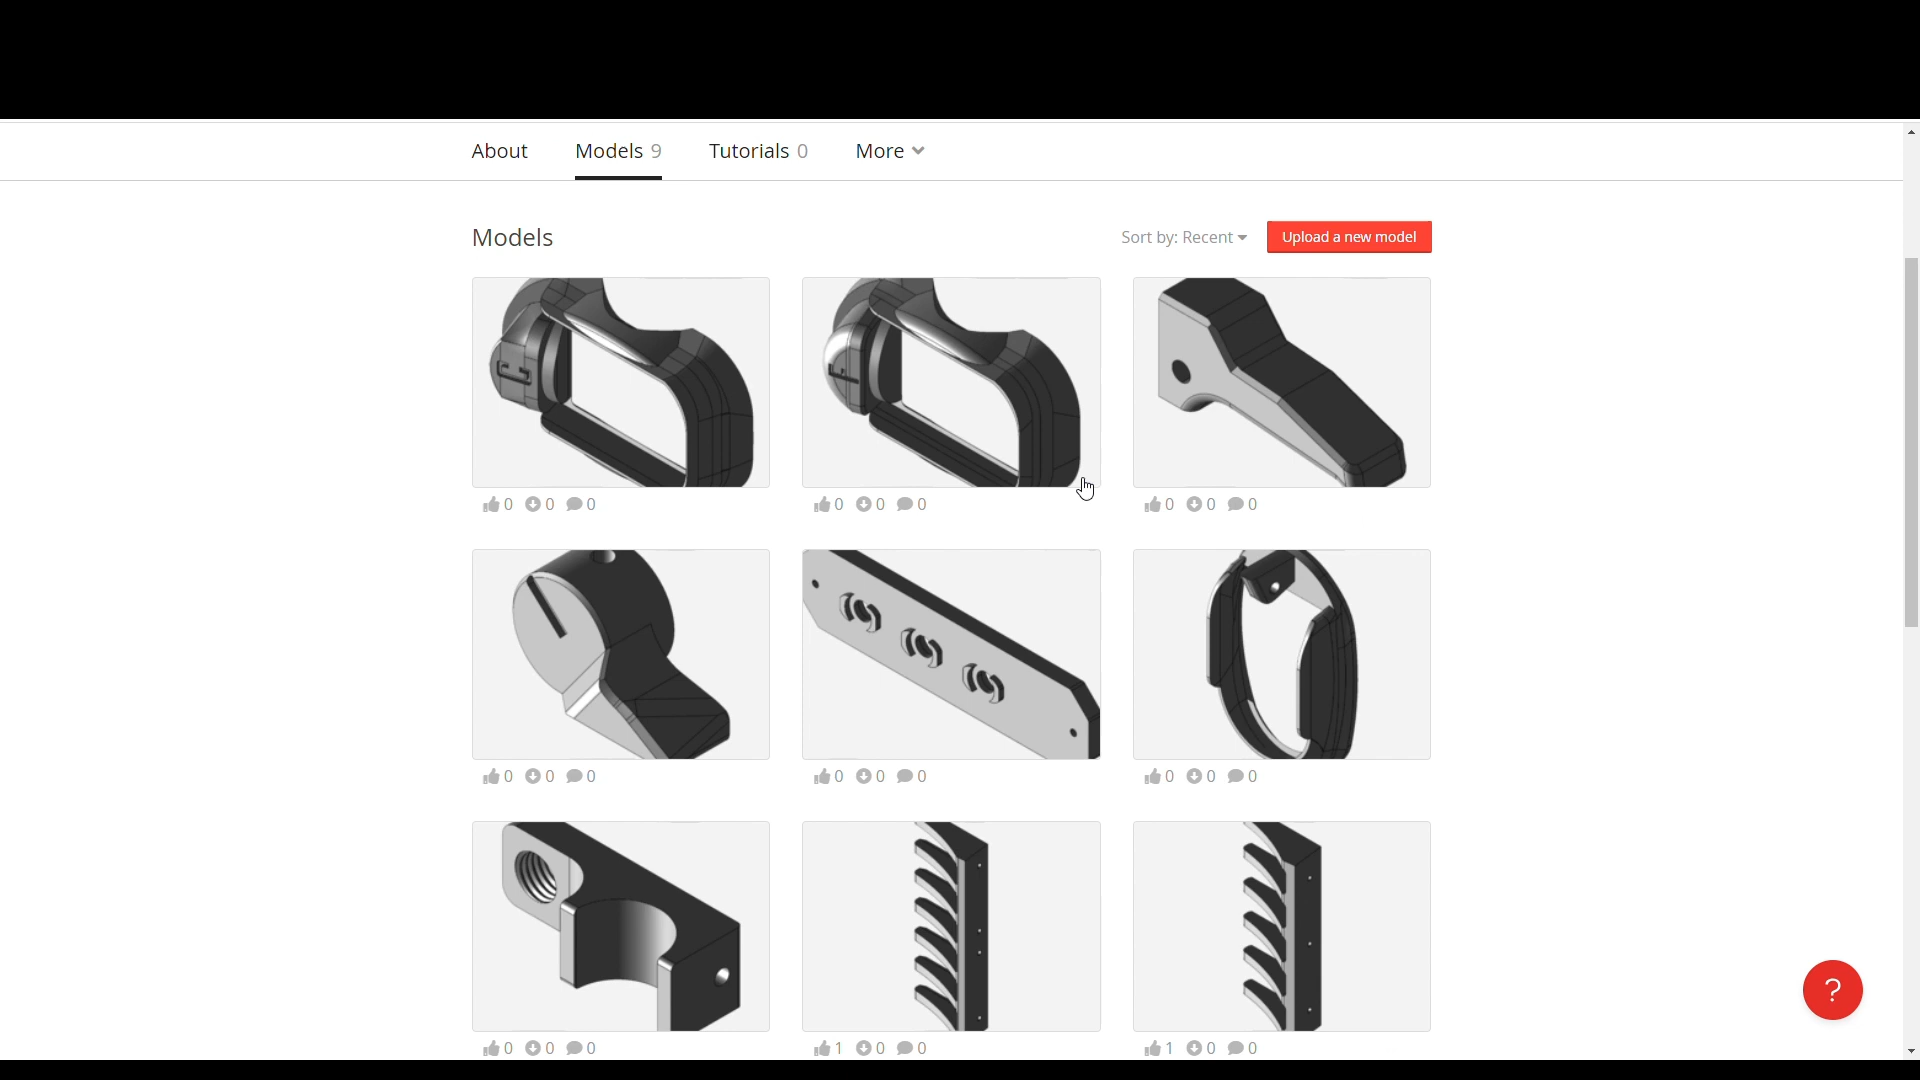 About Models 9 Tutorials 0 More
Models Sort by: Recent Upload a new model
C F
0 0 0 0 0 0 0 0 0
0 0 0 0 0 0 0 0 0
0 0 0 1 0 0 1 0 0
?